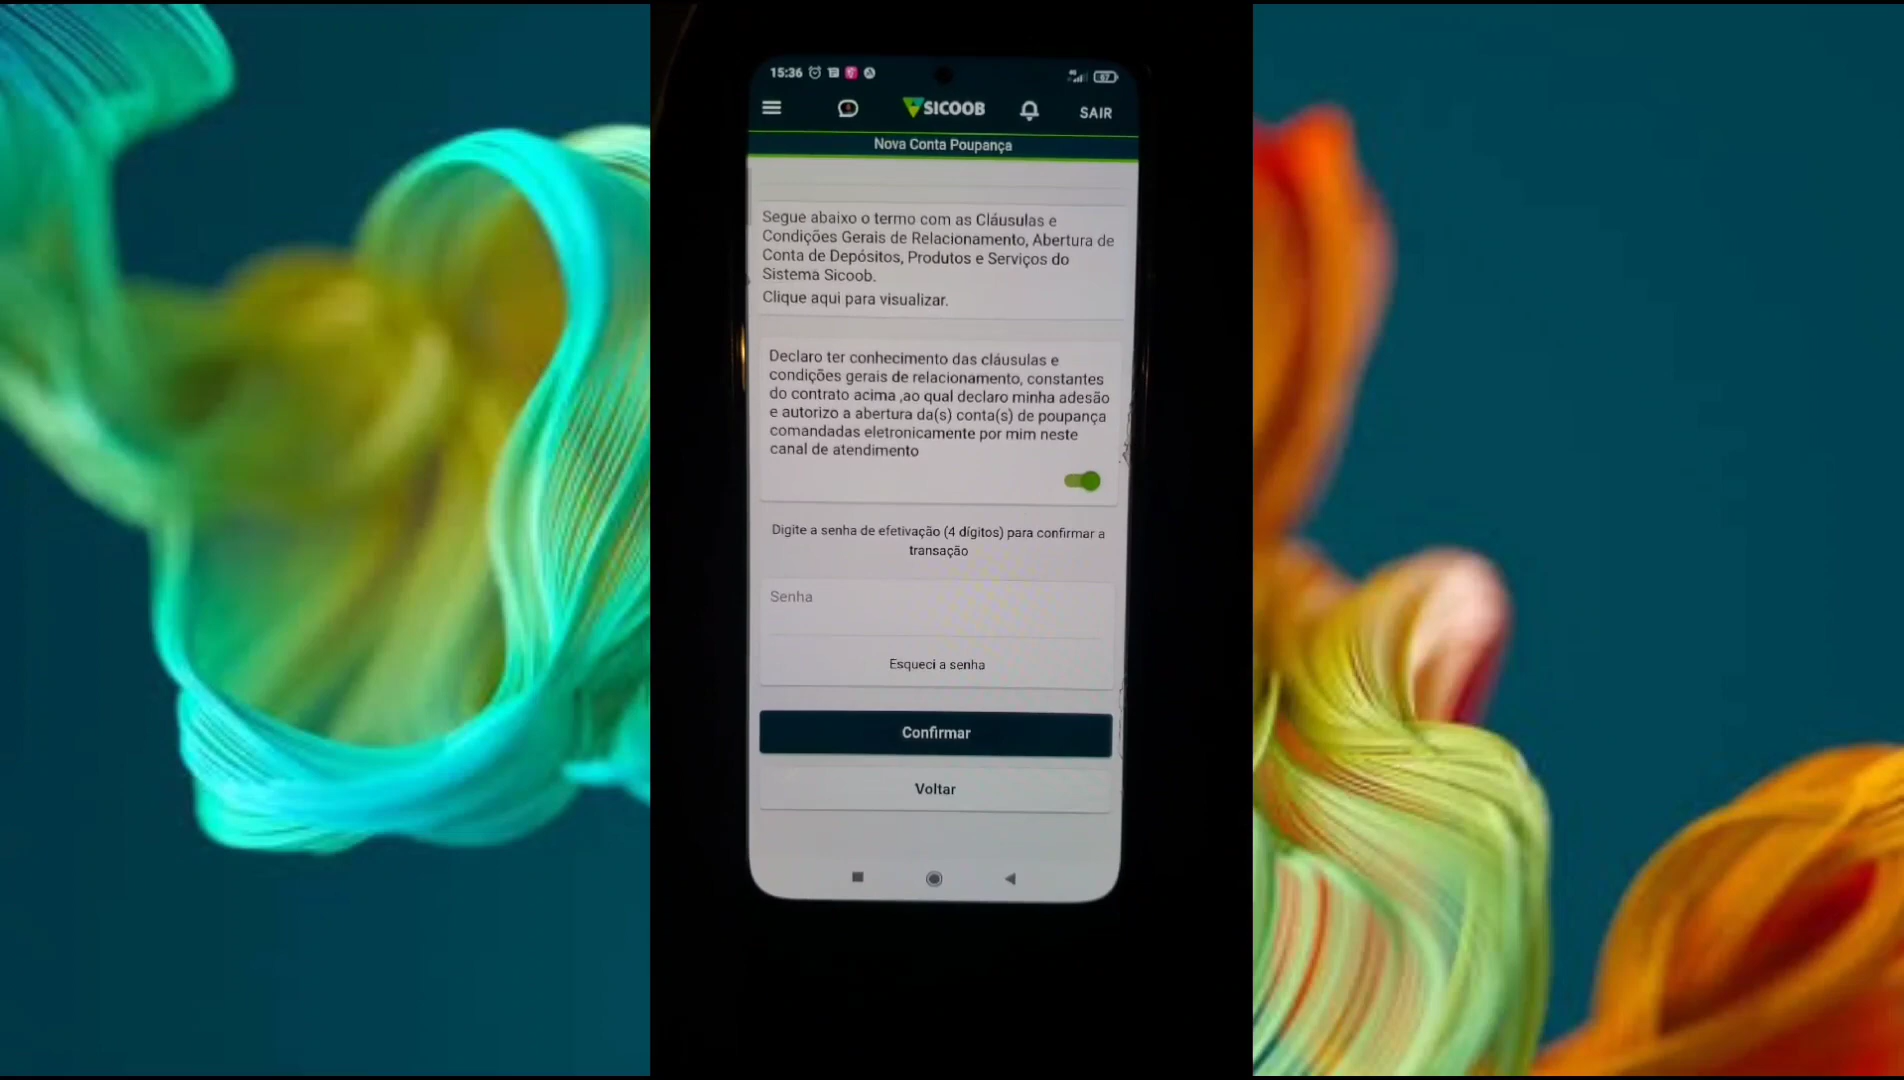 15:36
67
SICOOB
SAIR
Nova Conta Poupança
Segue abaixo o termo com as Cláusulas e
Condições Gerais de Relacionamento, Abertura de
Conta de Depósitos, Produtos e Serviços do
Sistema Sicoob.
Clique aqui para visualizar.
Declaro ter conhecimento das cláusulas e
condições gerais de relacionamento, constantes
do contrato acima ,ao qual declaro minha adesão
e autorizo a abertura da(s) conta(s) de poupança
comandadas eletronicamente por mim neste
canal de atendimento
Digite a senha de efetivação (4 dígitos) para confirmar a
transação
Senha
Esqueci a senha
Confirmar
Voltar